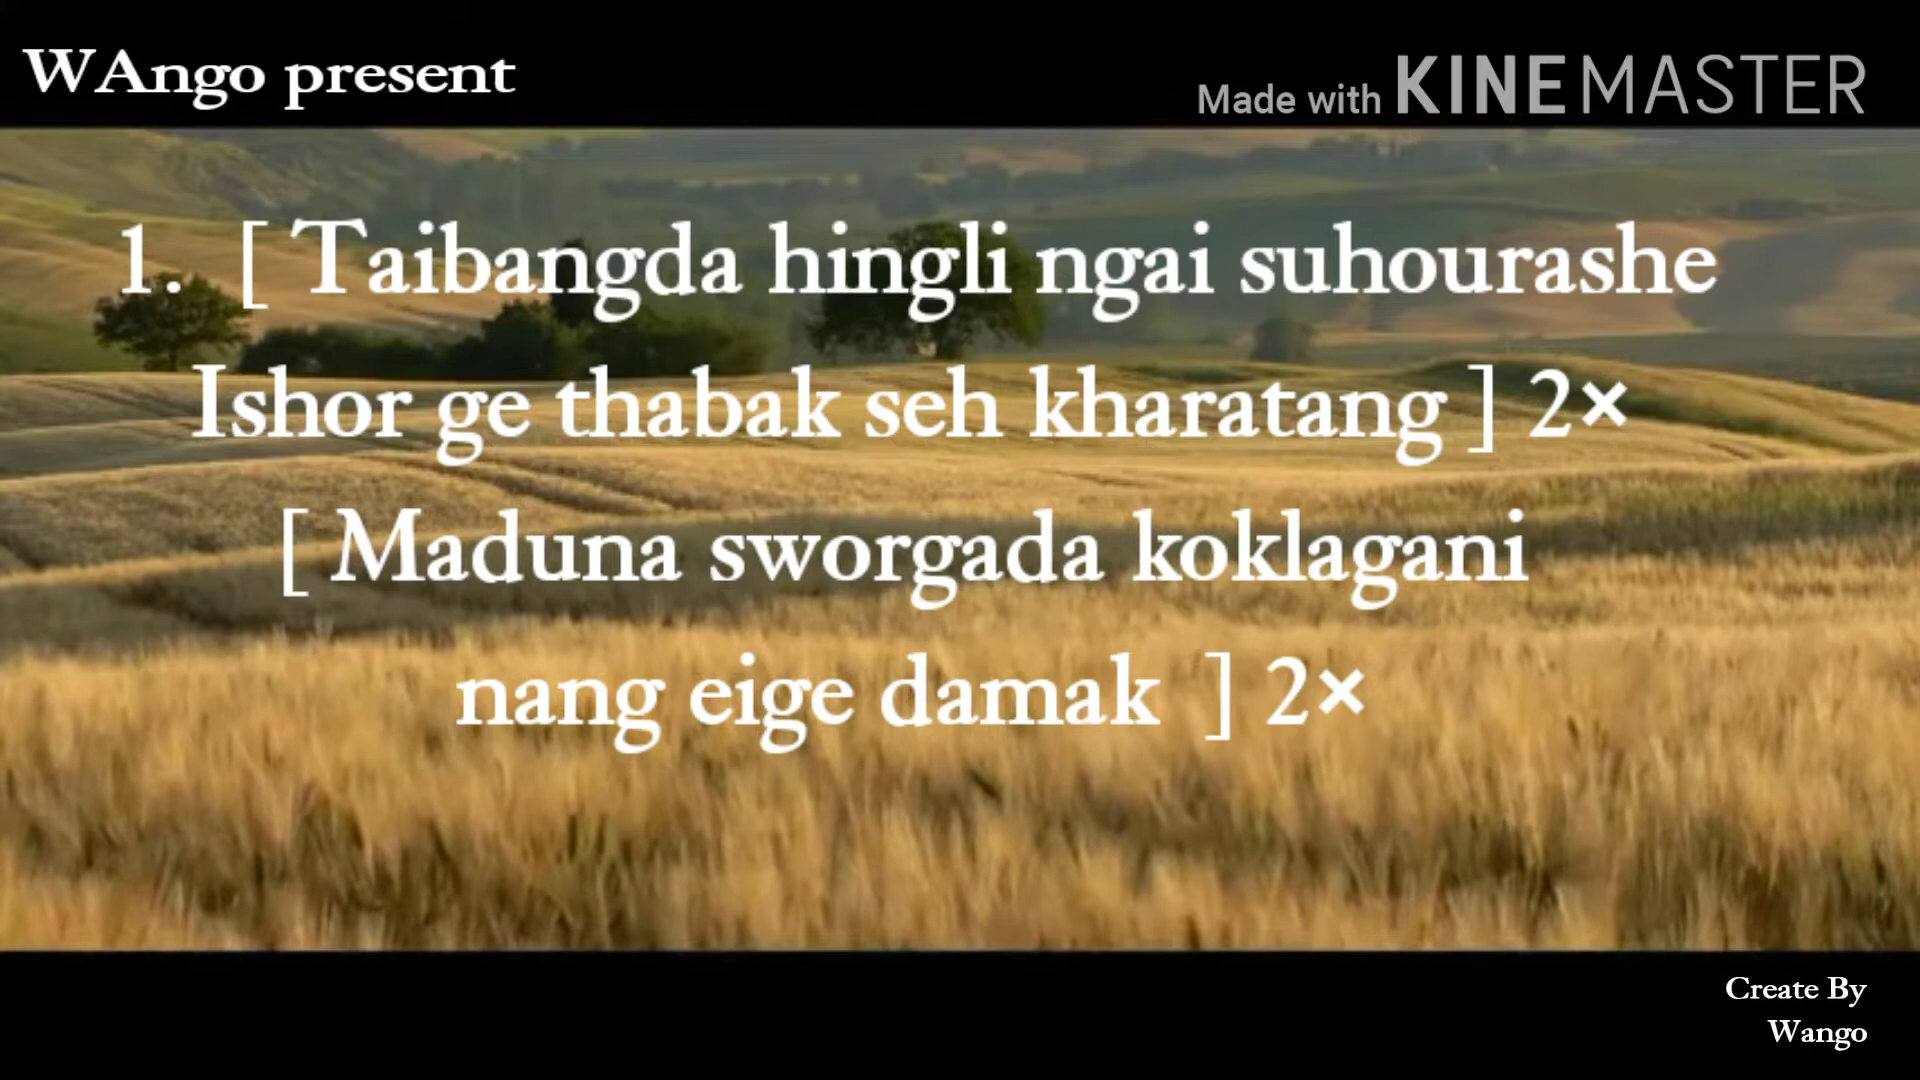 WAngo present
Made with KINEMASTER
1. [ Taibangda hingli ngai suhourashe
Ishor ge thabak seh kharatang ] 2×
[ Maduna sworgada koklagani
nang eige damak ] 2×
Create By
Wango